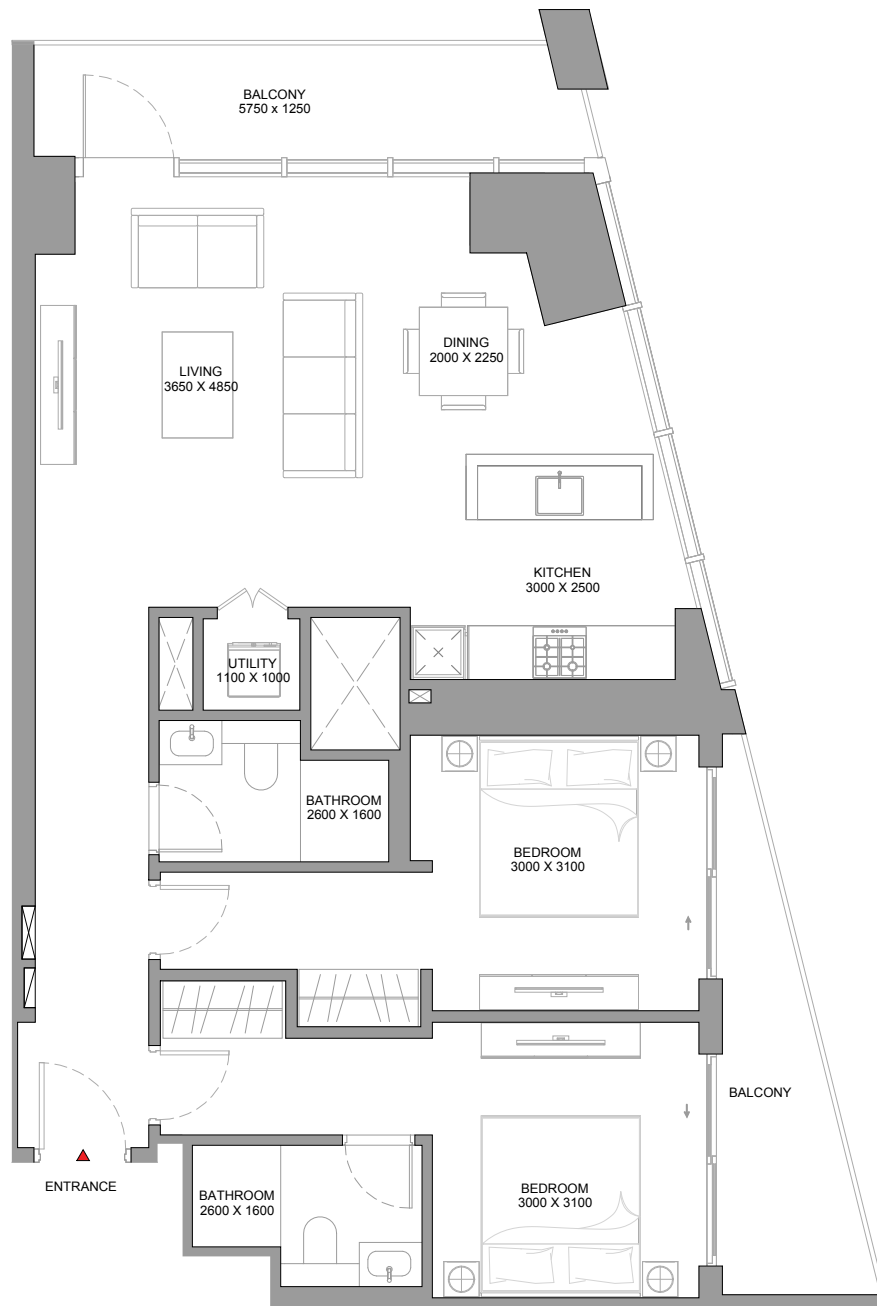 BALCONY
5750 x 1250
LIVING
3650 X 4850
DINING
2000 X 2250
KITCHEN
3000 X 2500
UTILITY
1100 X 1000
BATHROOM
2600 X 1600
BEDROOM
3000 X 3100
BALCONY
ENTRANCE
BATHROOM
2600 X 1600
BEDROOM
3000 X 3100